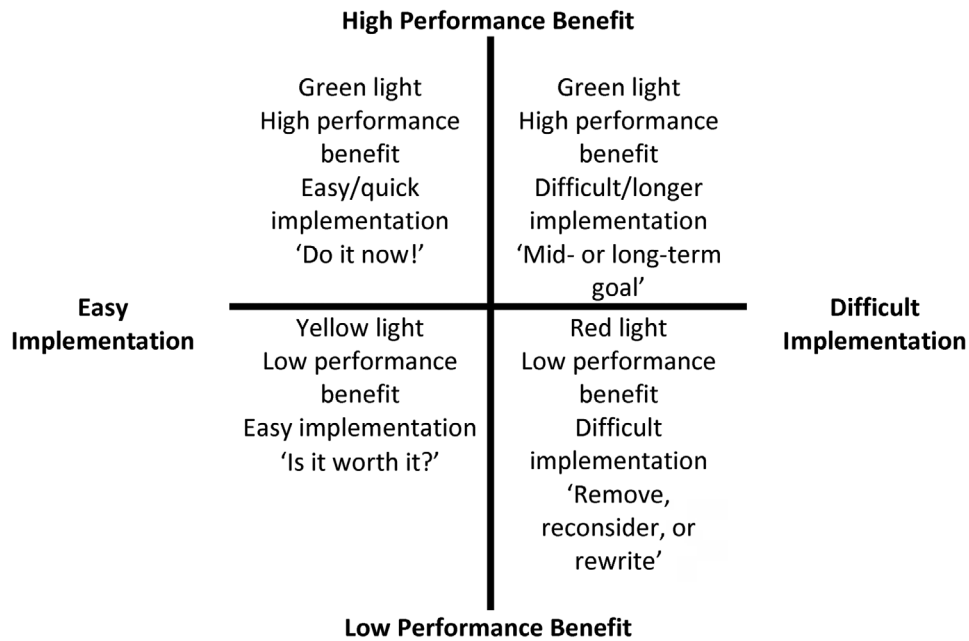 High Performance Benefit
Green light
High performance
benefit
Easy/quick
implementation
‘Do it now!’
Green light
High performance
benefit
Difficult/longer
implementation
‘Mid- or long-term
goal’
Easy
Implementation
Difficult
Implementation
Yellow light
Low performance
benefit
Easy implementation
‘Is it worth it?’
Red light
Low performance
benefit
Difficult
implementation
‘Remove,
reconsider, or
rewrite’
Low Performance Benefit